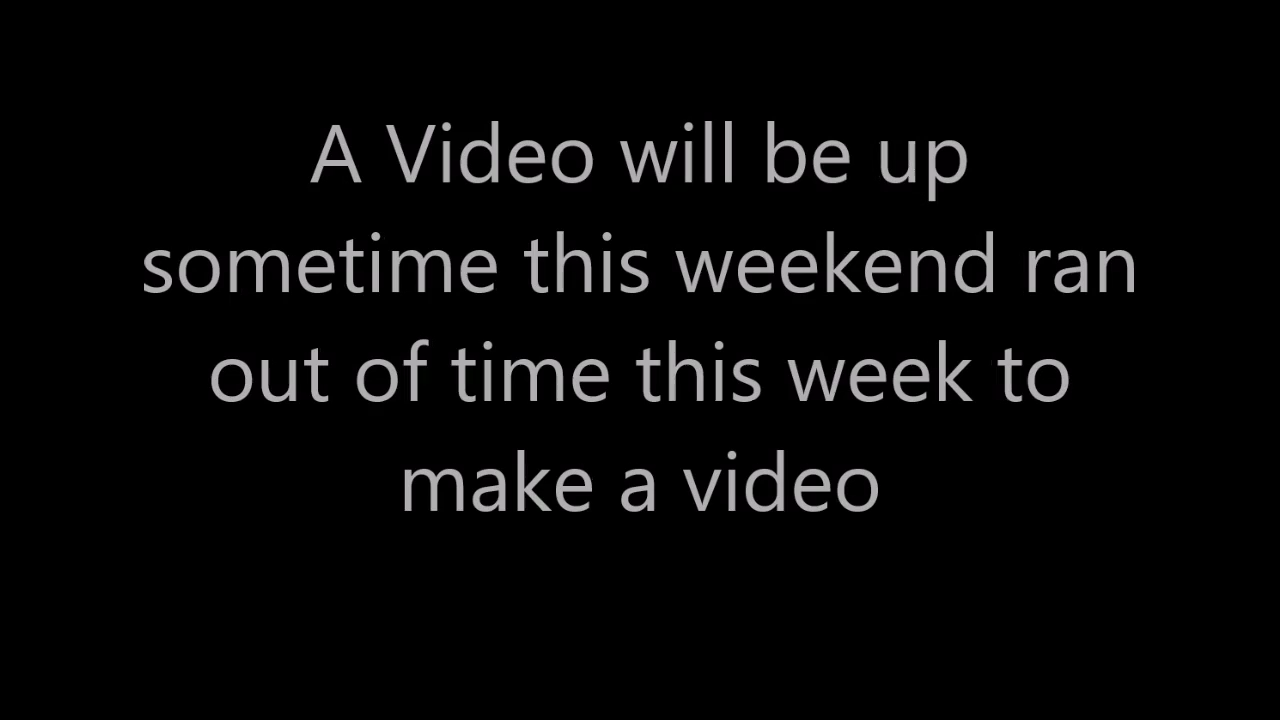 A Video will be up
sometime this weekend ran
out of time this week to
make a video